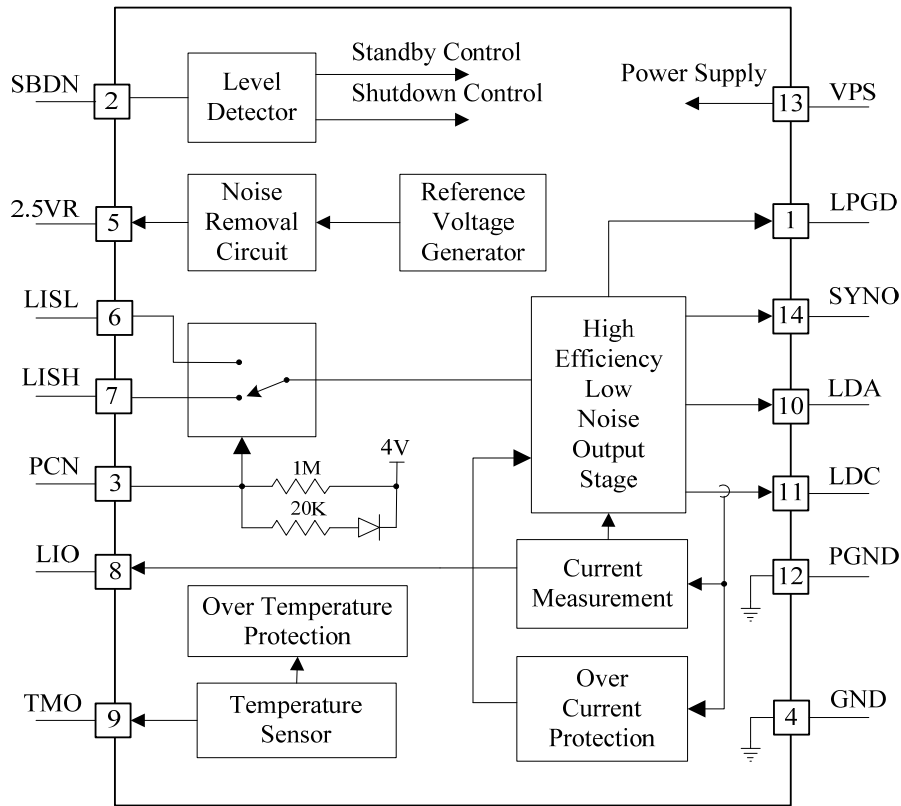 SBDN
2
Level
Detector
Standby Control
Shutdown Control
Power Supply
13
VPS
2.5VR
5
Noise
Removal
Circuit
Reference
Voltage
Generator
1
LPGD
LISL
6
LISH
7
High
Efficiency
Low
Noise
Output
Stage
14
SYNO
10
LDA
PCN
3
1M
20K
4V
11
LDC
LIO
8
Current
Measurement
12
PGND
Over Temperature
Protection
TMO
9
Temperature
Sensor
Over
Current
Protection
4
GND